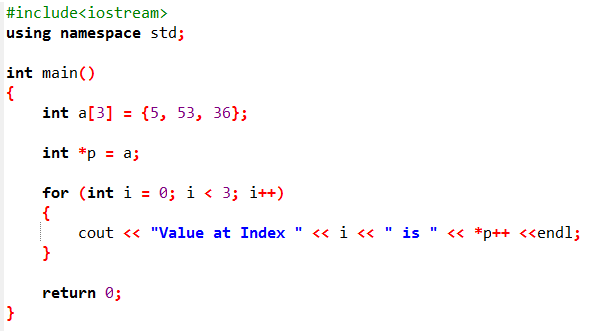 #include<iostream>
using namespace std;
int main()
{
int a[3] = {5, 53, 36};
int *p = a;
for (int i = 0; i < 3; i++)
{
cout << "Value at Index " << i << " is " << *p++ <<endl;
}
return 0;
}